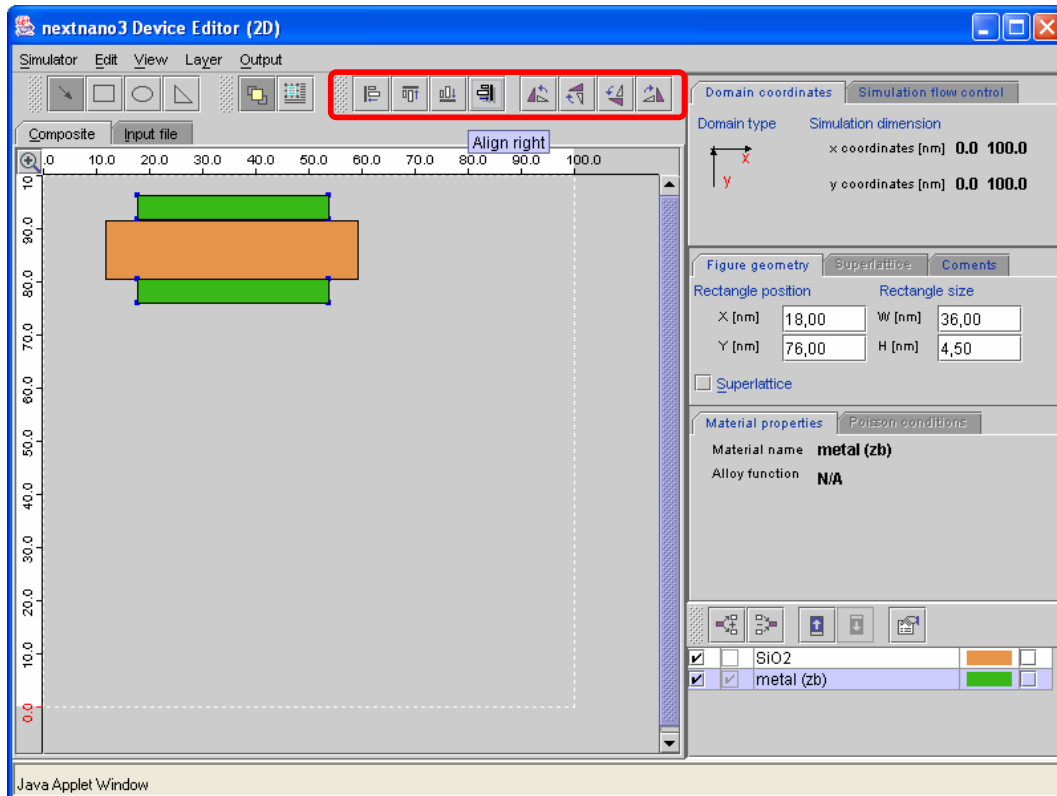 nextnano3 Device Editor (2D)
Simulator Edit View Layer Output
Composite Input file
Align right
.0 10.0 20.0 30.0 40.0 50.0 60.0 70.0 80.0 90.0 100.0
10
90.0
80.0
70.0
60.0
50.0
40.0
30.0
20.0
10.0
0.0
Domain coordinates Simulation flow control
Domain type Simulation dimension
x
y
x coordinates [nm] 0.0 100.0
y coordinates [nm] 0.0 100.0
Figure geometry Superlattice Coments
Rectangle position Rectangle size
X [nm] 18,00 W [nm] 36,00
Y [nm] 76,00 H [nm] 4,50
Superlattice
Material properties Poisson conditions
Material name metal (zb)
Alloy function N/A
SiO2
metal (zb)
Java Applet Window